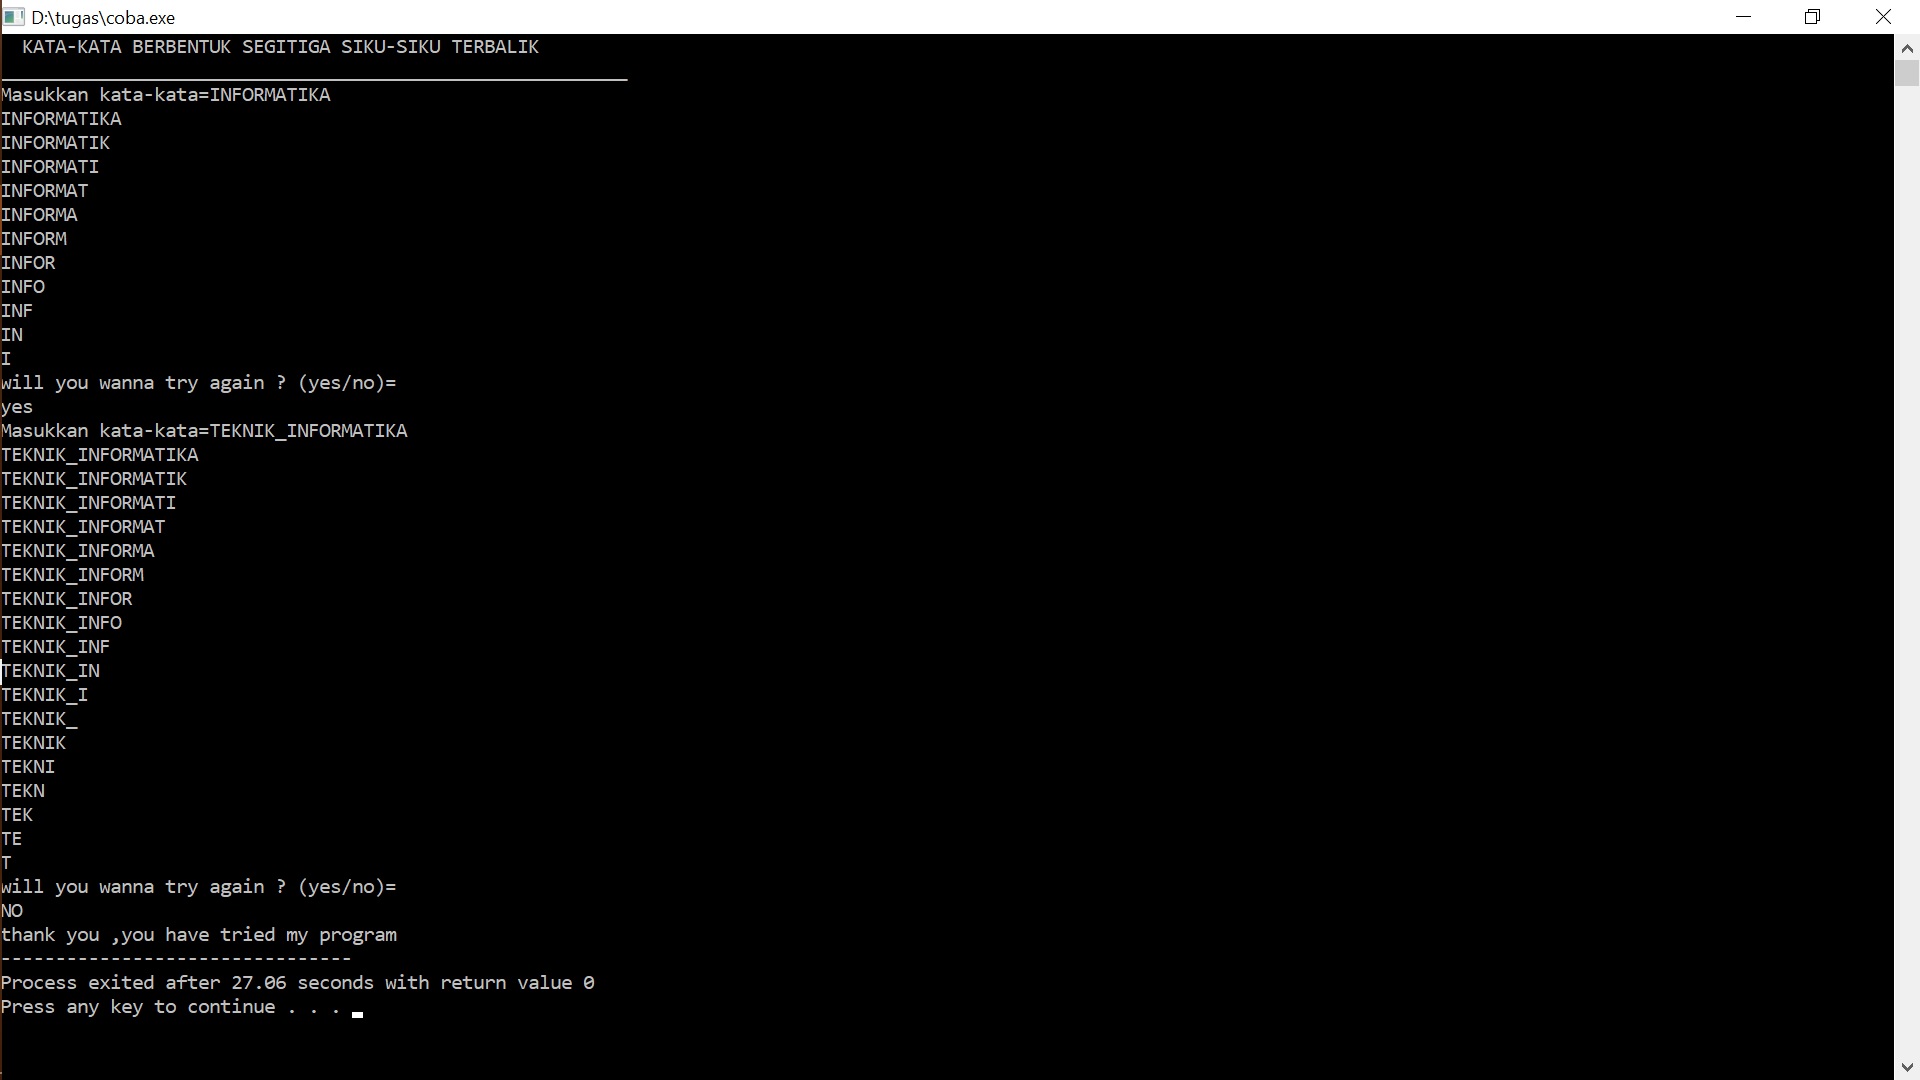 D:\tugas\coba.exe
KATA-KATA BERBENTUK SEGITIGA SIKU-SIKU TERBALIK
Masukkan kata-kata=INFORMATIKA
INFORMATIKA
INFORMATIK
INFORMATI
INFORMAT
INFORMA
INFORM
INFOR
INFO
INF
IN
I
will you wanna try again ? (yes/no)=
yes
Masukkan kata-kata=TEKNIK_INFORMATIKA
TEKNIK_INFORMATIKA
TEKNIK_INFORMATIK
TEKNIK_INFORMATI
TEKNIK_INFORMAT
TEKNIK_INFORMA
TEKNIK_INFORM
TEKNIK_INFOR
TEKNIK_INFO
TEKNIK_INF
TEKNIK_IN
TEKNIK_I
TEKNIK_
TEKNIK
TEKNI
TEKN
TEK
TE
T
will you wanna try again ? (yes/no)=
NO
thank you ,you have tried my program
--------------------------------
Process exited after 27.06 seconds with return value 0
Press any key to continue . . .